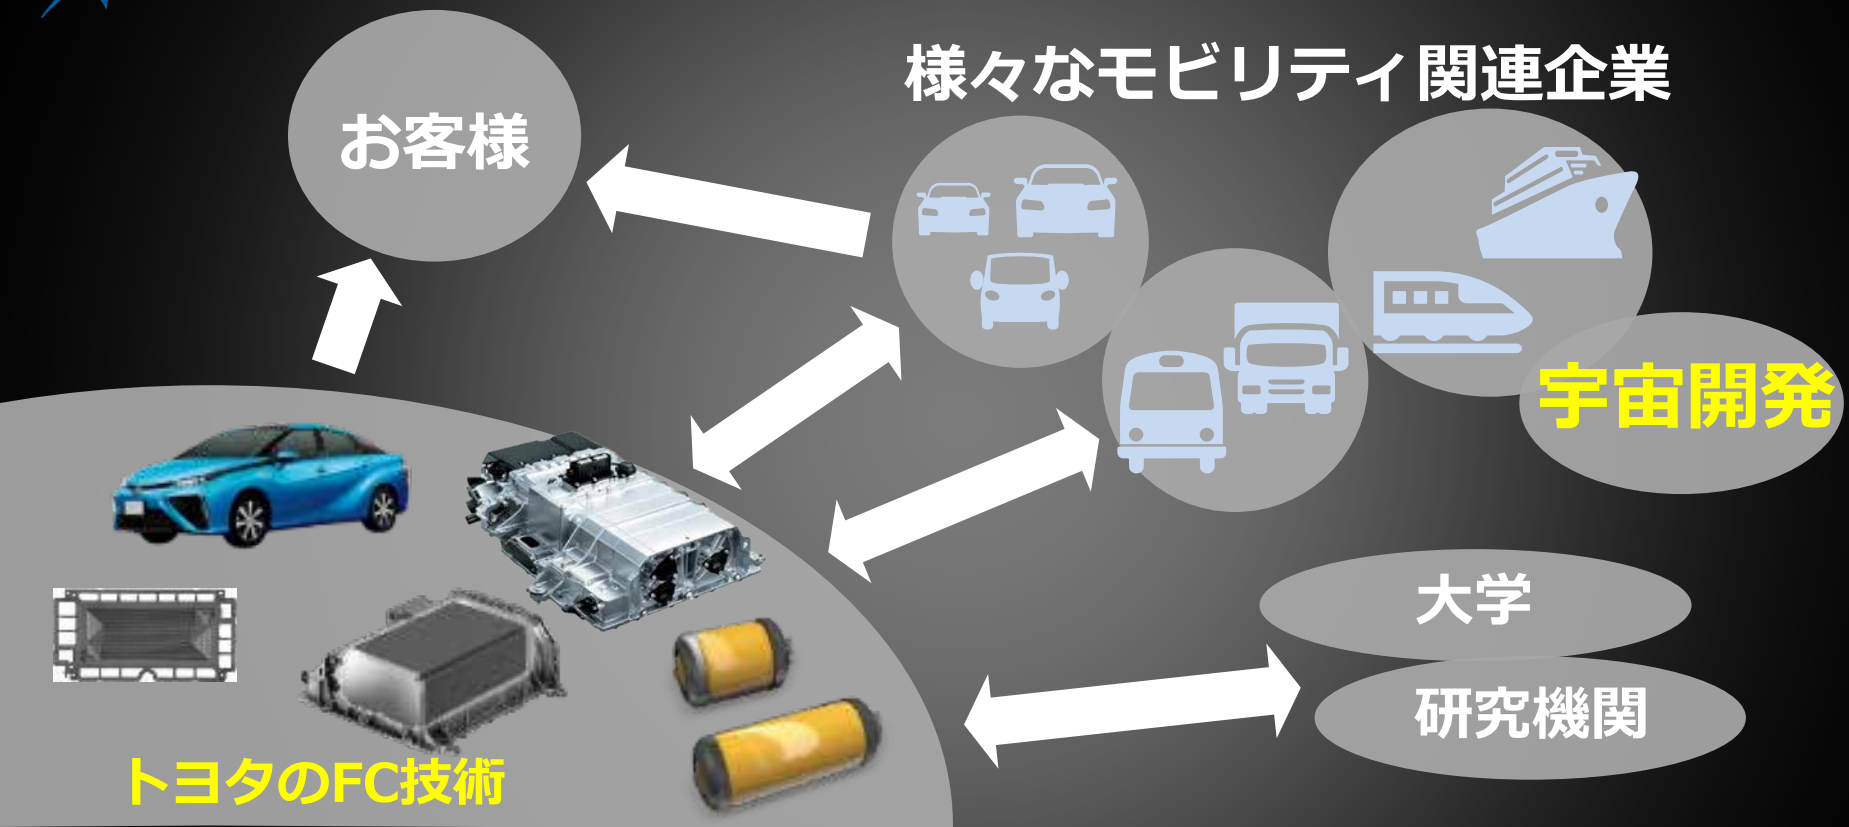 様々なモビリティ関連企業
お客様
宇宙開発
大学
研究機関
トヨタのFC技術